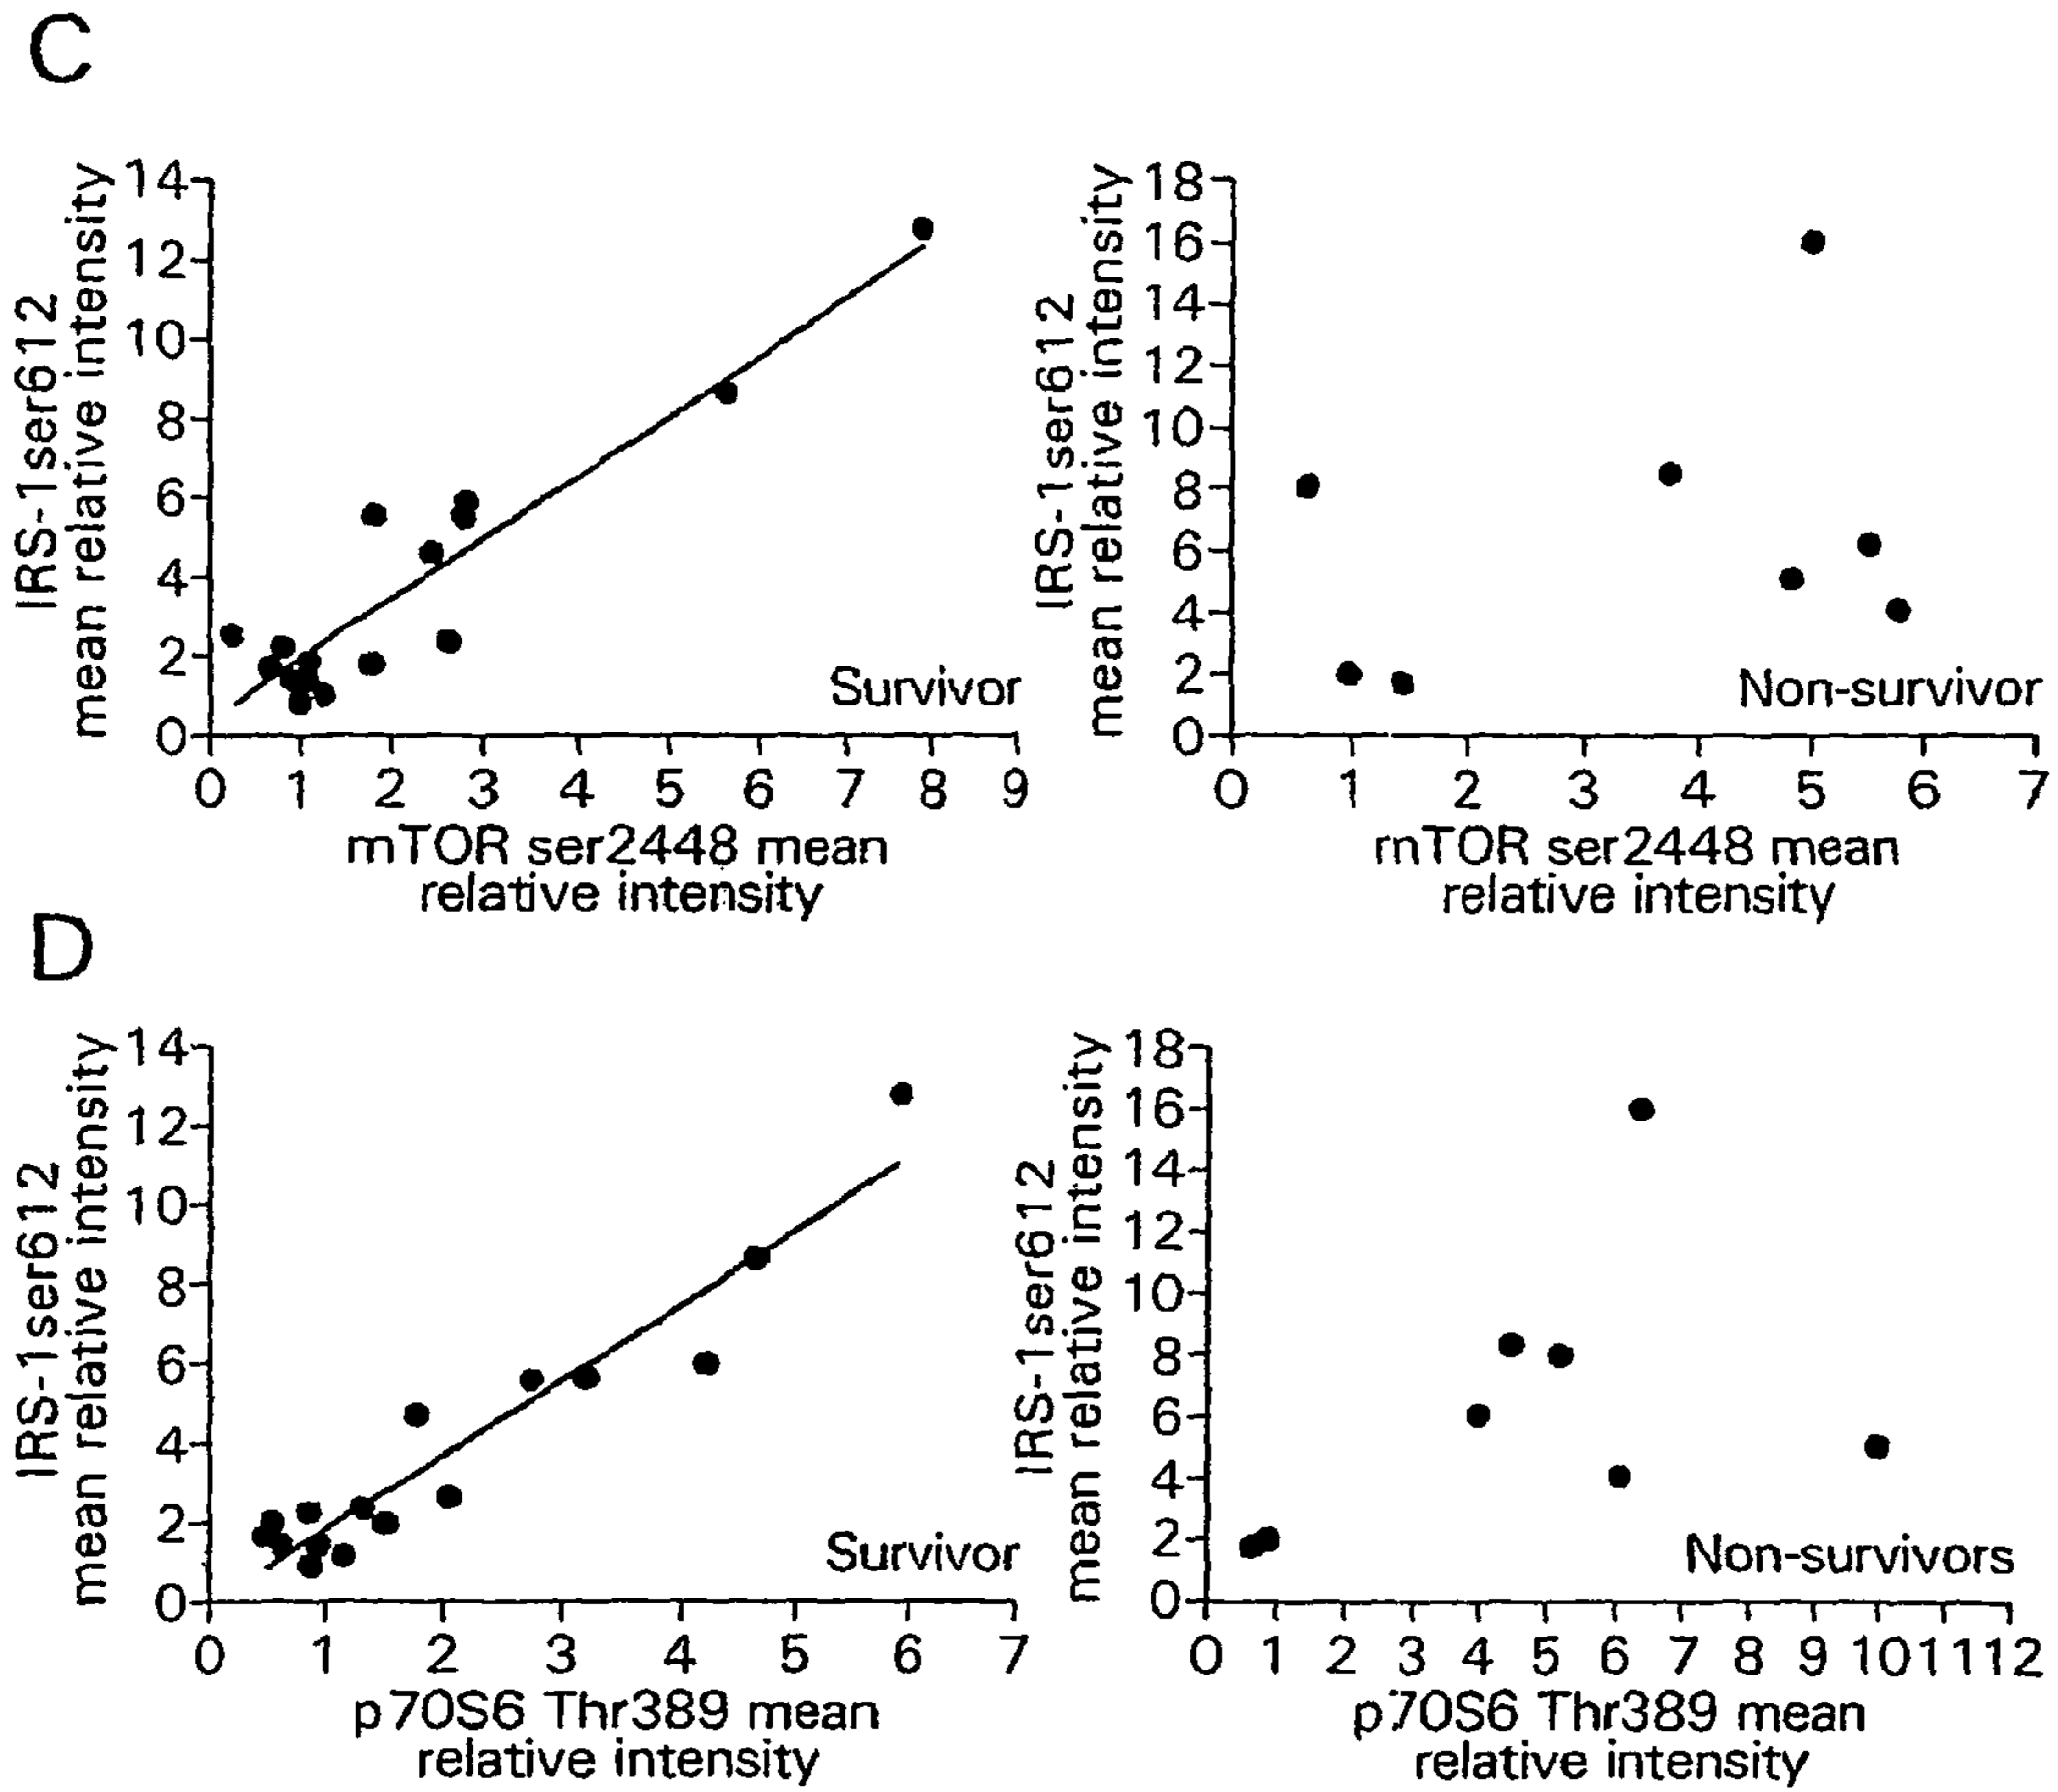 C
IRS-1ser612
mean relative intensity
14
12
10
8
6
4
2
0
Survivor
0 1 2 3 4 5 6 7 8 9
mTOR ser2448 mean
relative intensity
IRS-1ser612
mean relative intensity
18
16
14
12
10
8
6
4
2
0
Non-survivor
0 1 2 3 4 5 6 7
mTOR ser2448 mean
relative intensity
D
IRS-1ser612
mean relative intensity
14
12
10
8
6
4
2
0
Survivor
0 1 2 3 4 5 6 7
p70S6 Thr389 mean
relative intensity
IRS-1ser612
mean relative intensity
18
16
14
12
10
8
6
4
2
0
Non-survivors
0 1 2 3 4 5 6 7 8 9 10 11 12
p70S6 Thr389 mean
relative intensity